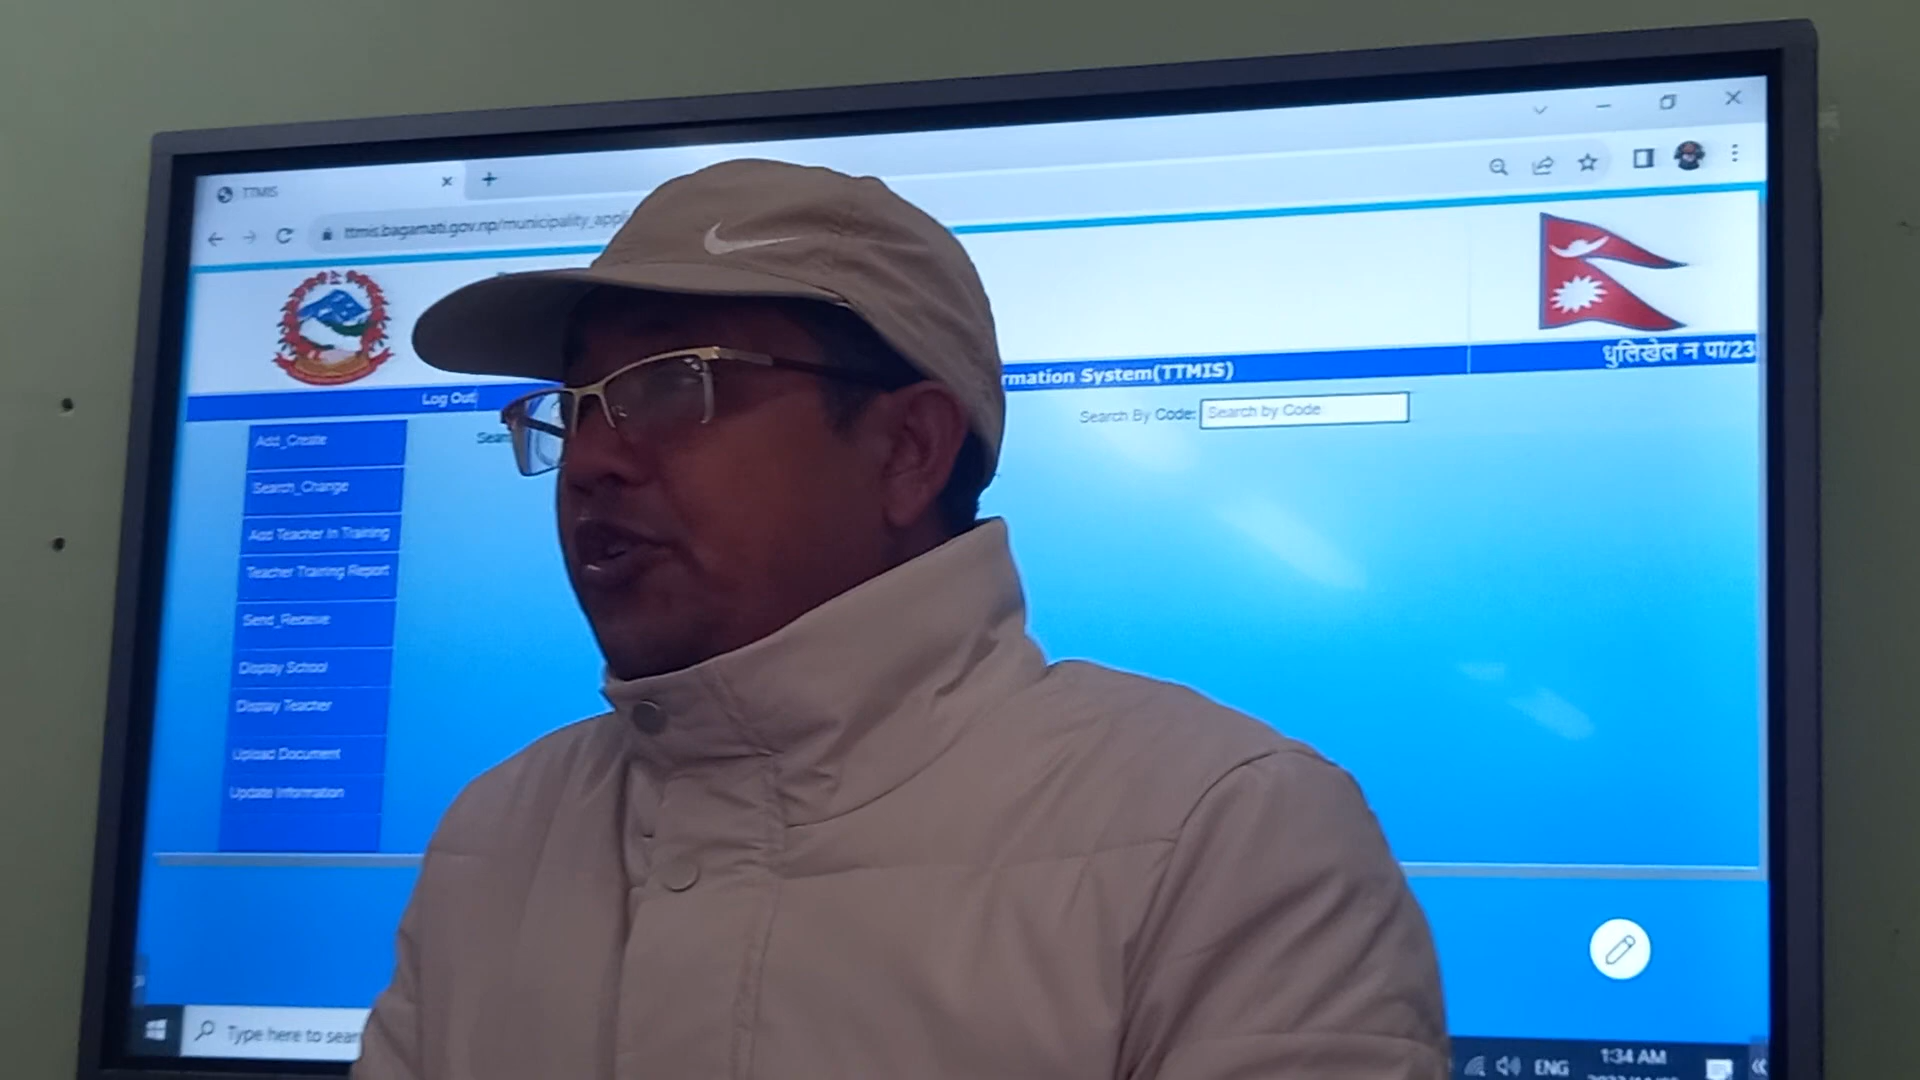 TTMIS
ttmis.bagamati.gov.np/municipality_appli
धुलिखेल न पा/23
Log Out
rmation System(TTMIS)
Search By Code: Search by Code
Add_Create
Search_Change
Add Teacher In Training
Teacher Training Report
Send_Receive
Display School
Display Teacher
Upload Document
Update Information
Type here to sear
ENG
1:34 AM